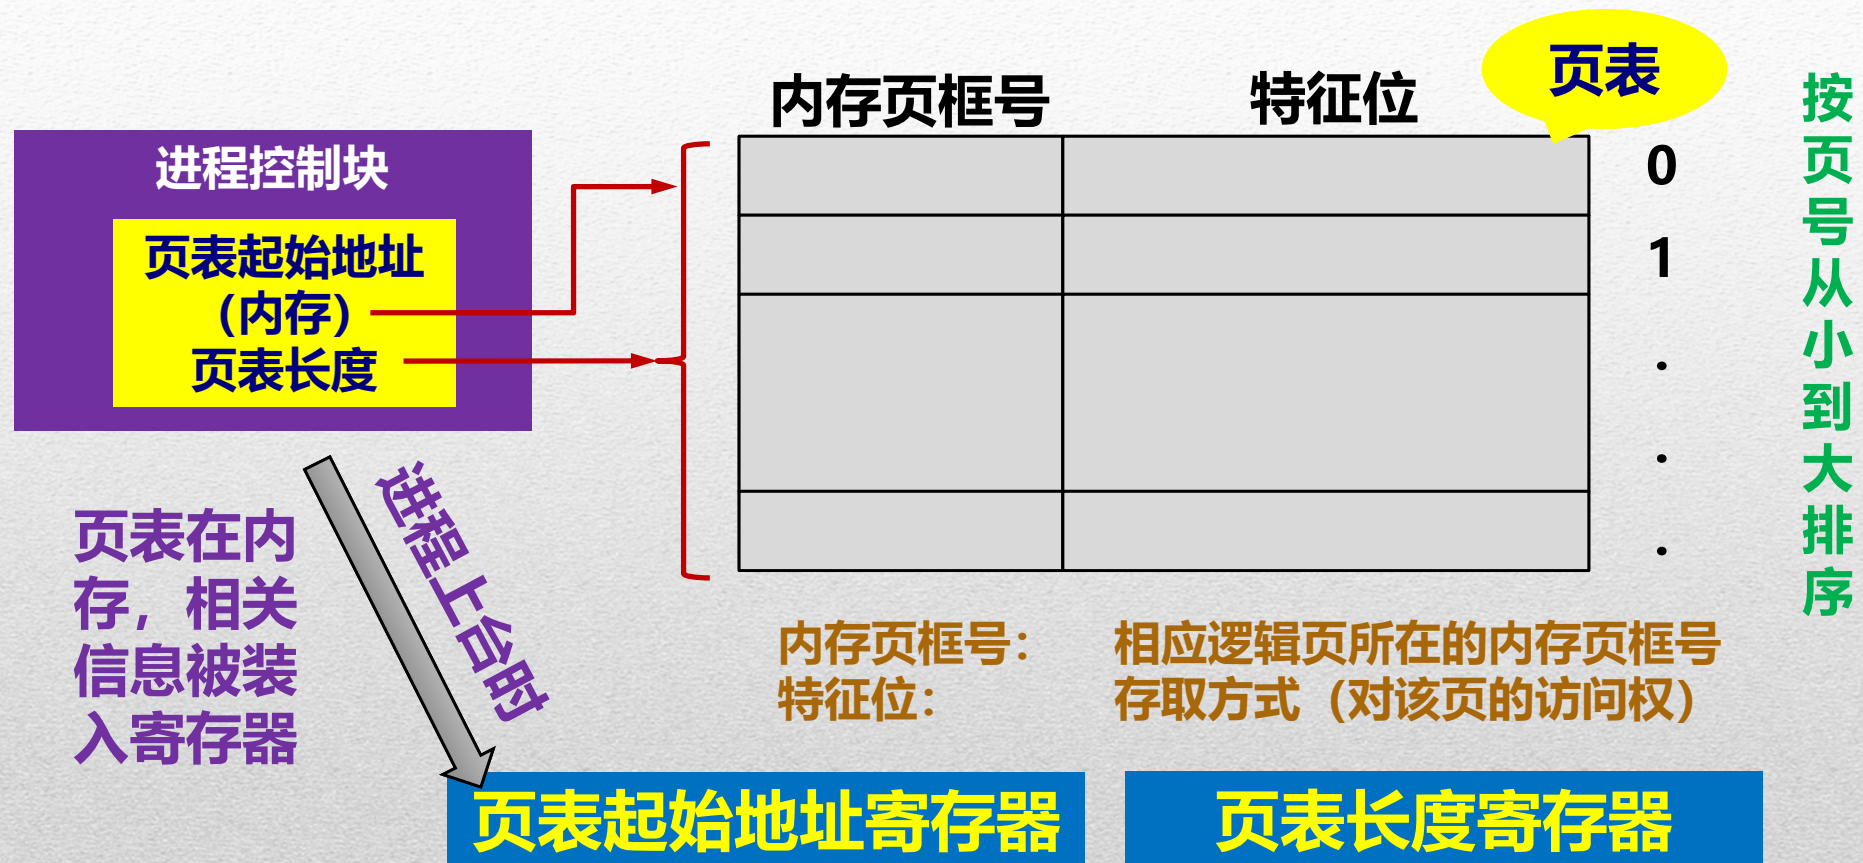 页表
内存页框号
特征位
进程控制块
页表起始地址
（内存）
页表长度
0
1
.
.
.
按页号从小到大排序
页表在内
存，相关
信息被装
入寄存器
进程上台时
内存页框号： 相应逻辑页所在的内存页框号
特征位： 存取方式（对该页的访问权）
页表起始地址寄存器
页表长度寄存器